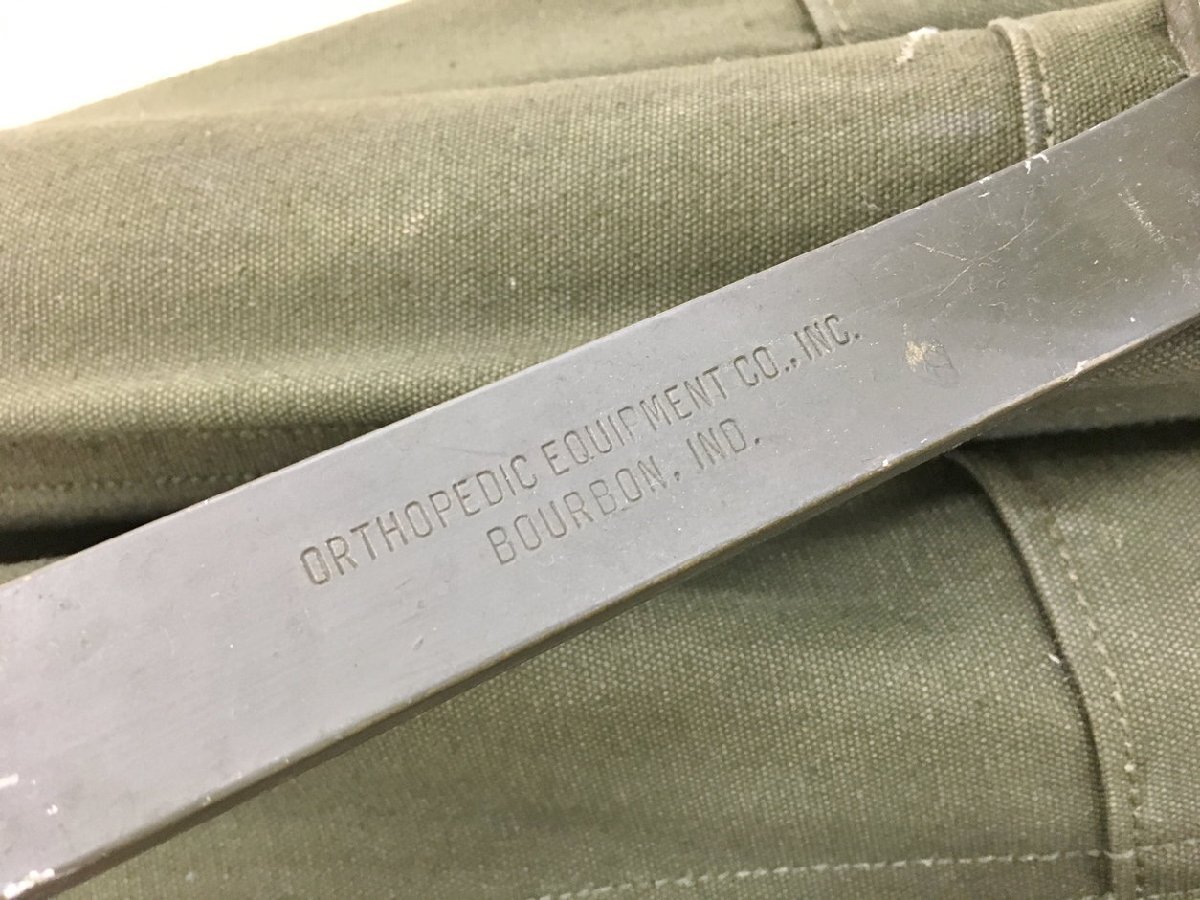 ORTHOPEDIC EQUIPMENT CO., INC.
BOURBON, IND.